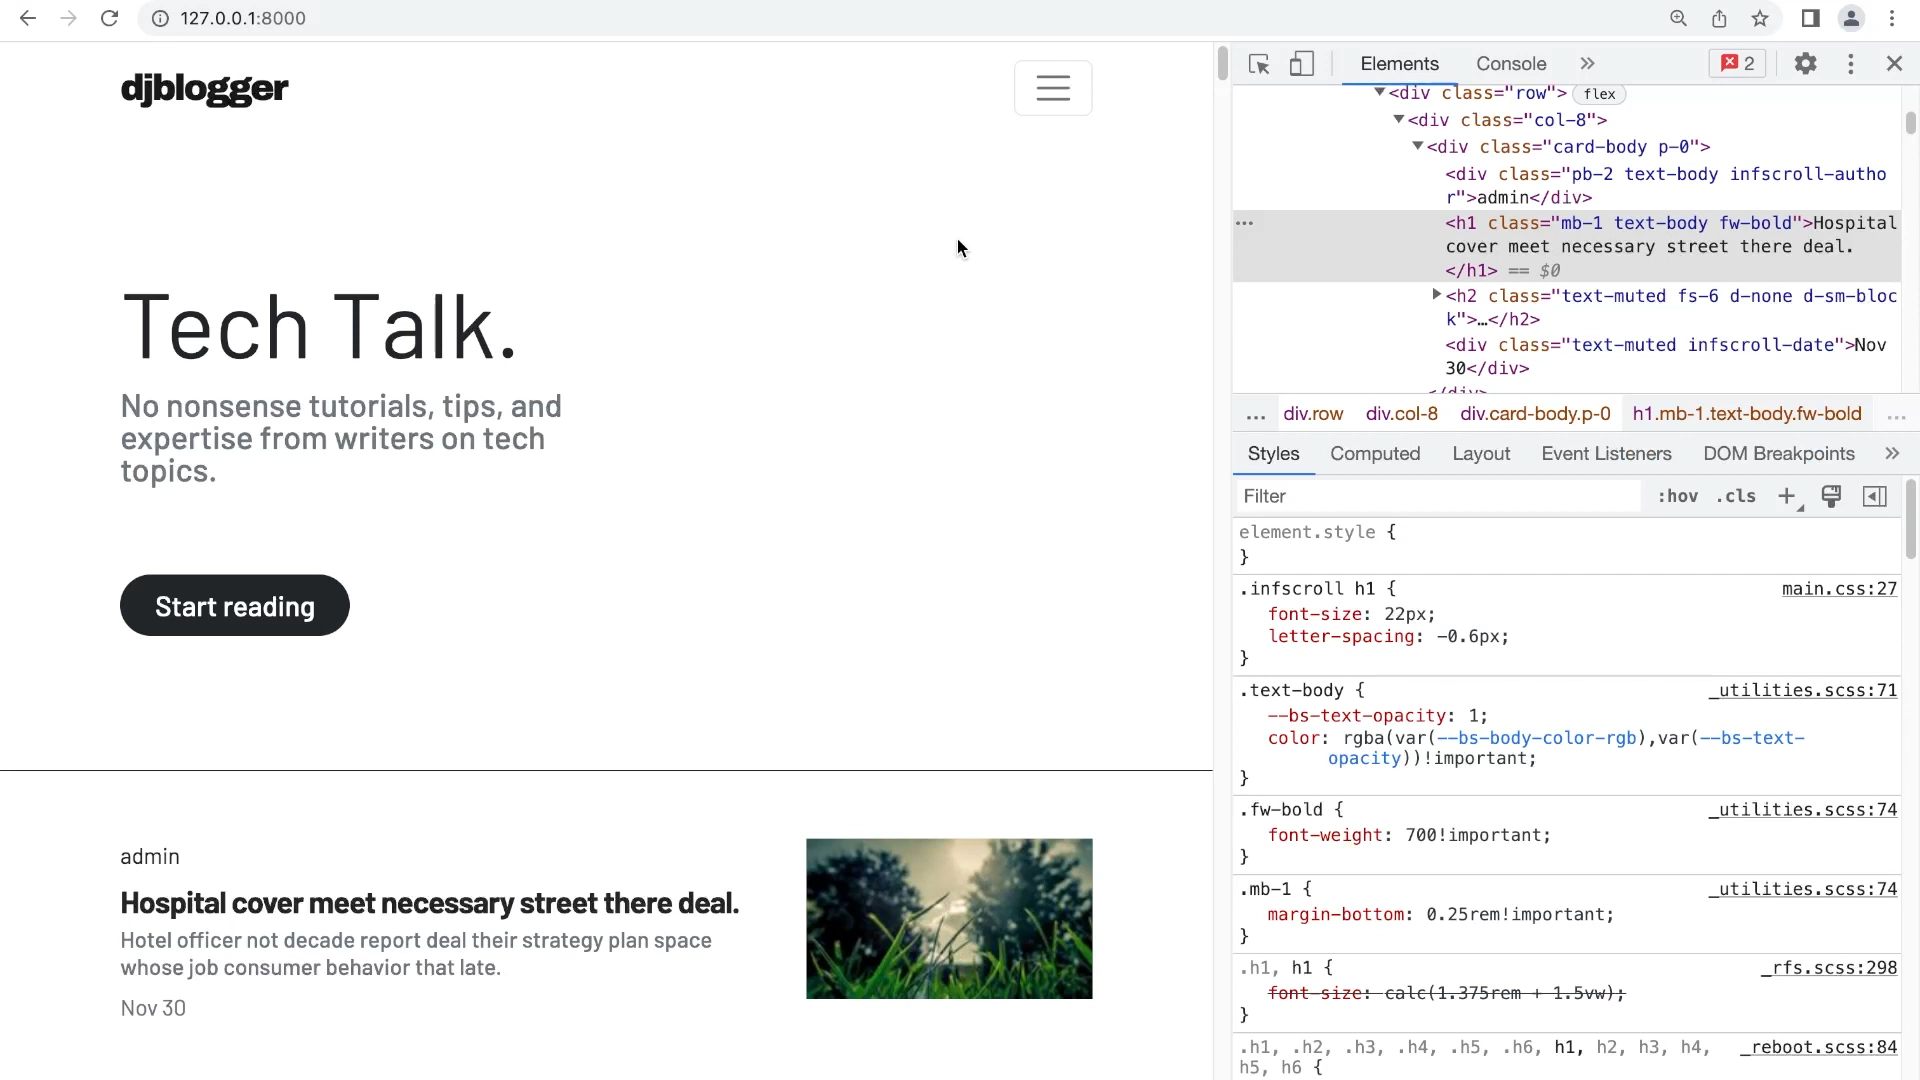 127.0.0.1:8000
djblogger
Tech Talk.
No nonsense tutorials, tips, and
expertise from writers on tech
topics.
Start reading
admin
Hospital cover meet necessary street there deal.
Hotel officer not decade report deal their strategy plan space
whose job consumer behavior that late.
Nov 30
Elements Console » 2
▼<div class="row"> flex
▼<div class="col-8">
▼<div class="card-body p-0">
<div class="pb-2 text-body infscroll-autho
r">admin</div>
<h1 class="mb-1 text-body fw-bold">Hospital
cover meet necessary street there deal.
</h1> == $0
▶<h2 class="text-muted fs-6 d-none d-sm-bloc
k">…</h2>
<div class="text-muted infscroll-date">Nov
30</div>
</div>
... div.row div.col-8 div.card-body.p-0 h1.mb-1.text-body.fw-bold ...
Styles Computed Layout Event Listeners DOM Breakpoints »
Filter :hov .cls +
element.style {
}
.infscroll h1 { main.css:27
font-size: 22px;
letter-spacing: -0.6px;
}
.text-body { _utilities.scss:71
--bs-text-opacity: 1;
color: rgba(var(--bs-body-color-rgb),var(--bs-text-
opacity))!important;
}
.fw-bold { _utilities.scss:74
font-weight: 700!important;
}
.mb-1 { _utilities.scss:74
margin-bottom: 0.25rem!important;
}
.h1, h1 { _rfs.scss:298
font-size: calc(1.375rem + 1.5vw);
}
.h1, .h2, .h3, .h4, .h5, .h6, h1, h2, h3, h4, _reboot.scss:84
h5, h6 {